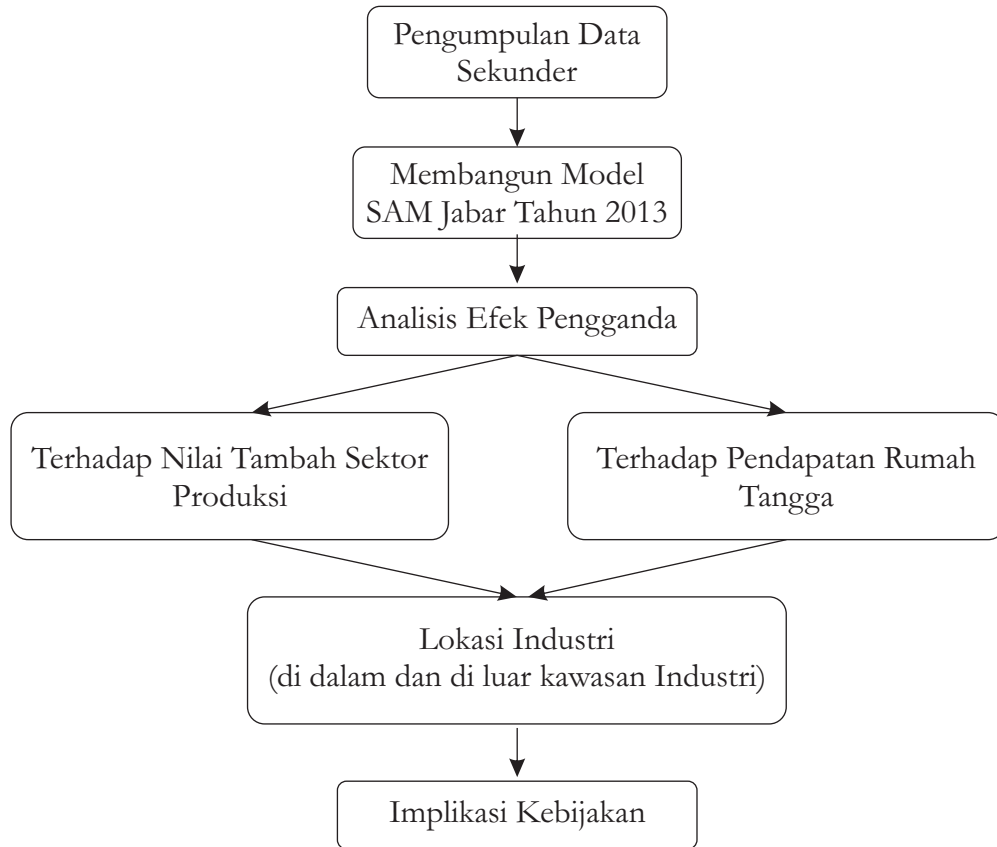 Pengumpulan Data
Sekunder
Membangun Model
SAM Jabar Tahun 2013
Analisis Efek Pengganda
Terhadap Nilai Tambah Sektor
Produksi
Terhadap Pendapatan Rumah
Tangga
Lokasi Industri
(di dalam dan di luar kawasan Industri)
Implikasi Kebijakan